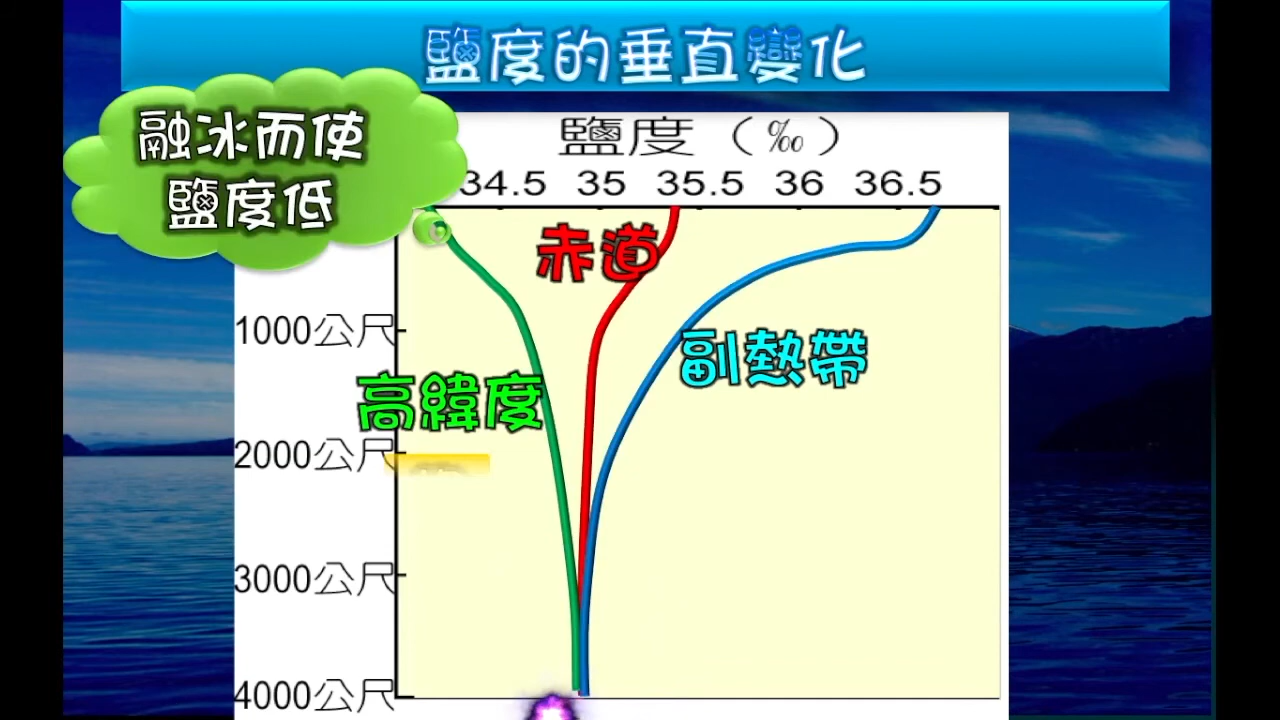 鹽度的垂直變化
融冰而使
鹽度低
鹽度（‰）
34.5 35 35.5 36 36.5
赤道
1000公尺
副熱帶
高緯度
2000公尺
3000公尺
4000公尺